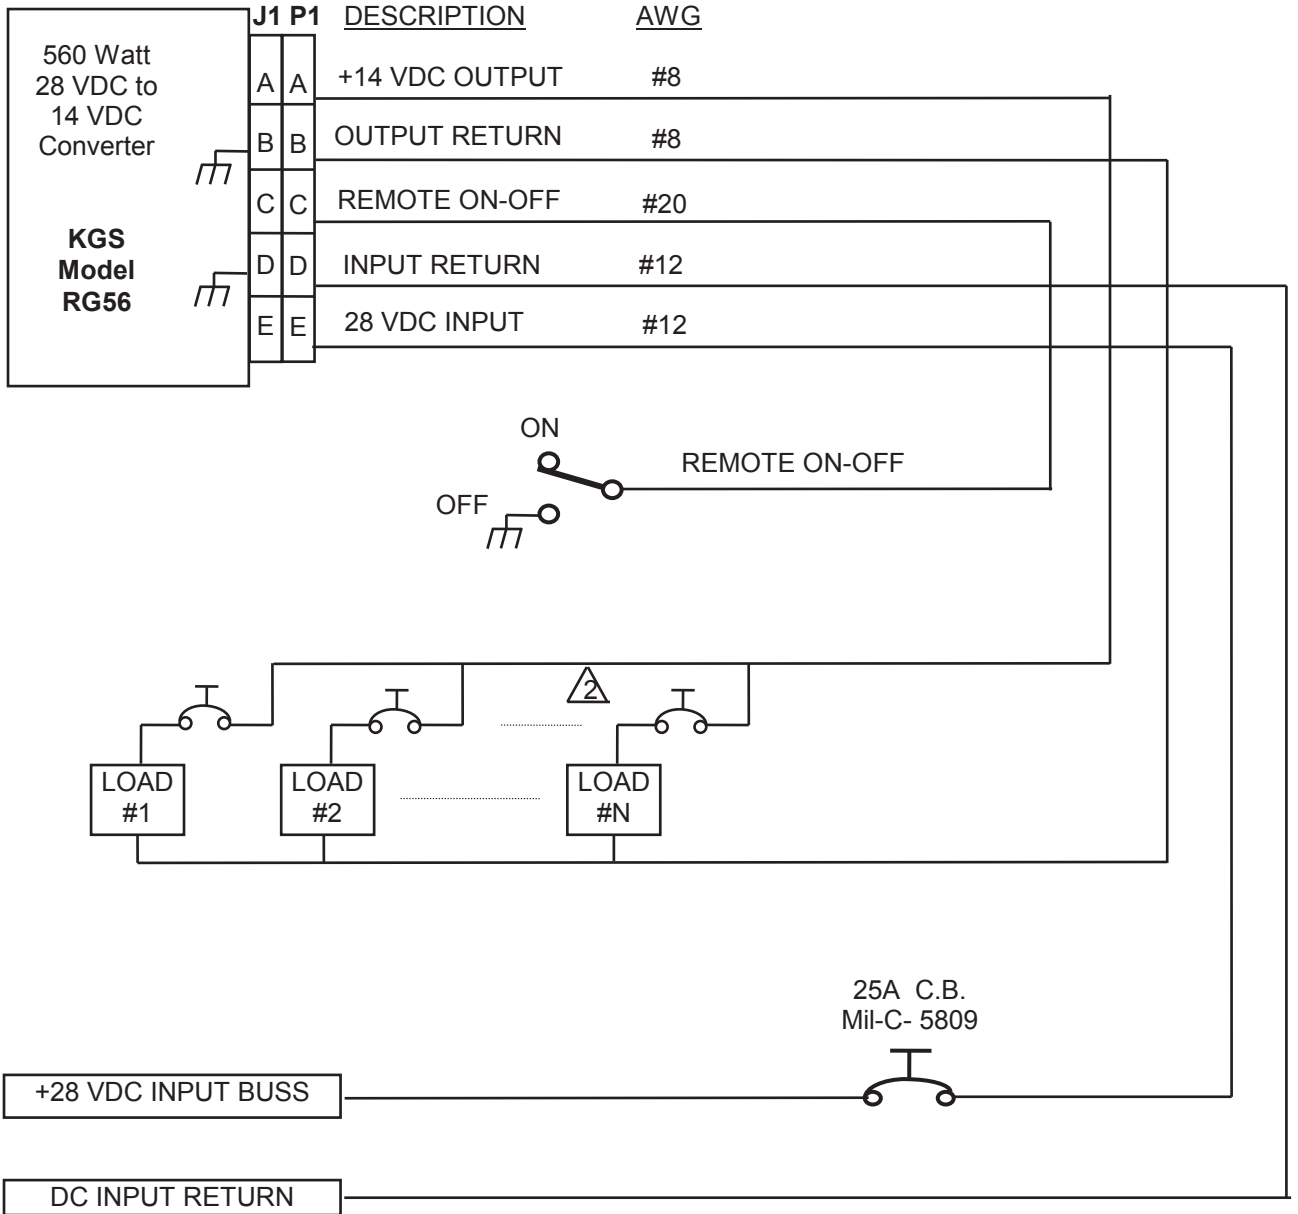 J1 P1 DESCRIPTION AWG
560 Watt
28 VDC to
14 VDC
Converter
KGS
Model
RG56
A A +14 VDC OUTPUT #8
B B OUTPUT RETURN #8
C C REMOTE ON-OFF #20
D D INPUT RETURN #12
E E 28 VDC INPUT #12
ON
REMOTE ON-OFF
OFF
2
LOAD
#1
LOAD
#2
LOAD
#N
25A C.B.
Mil-C- 5809
+28 VDC INPUT BUSS
DC INPUT RETURN